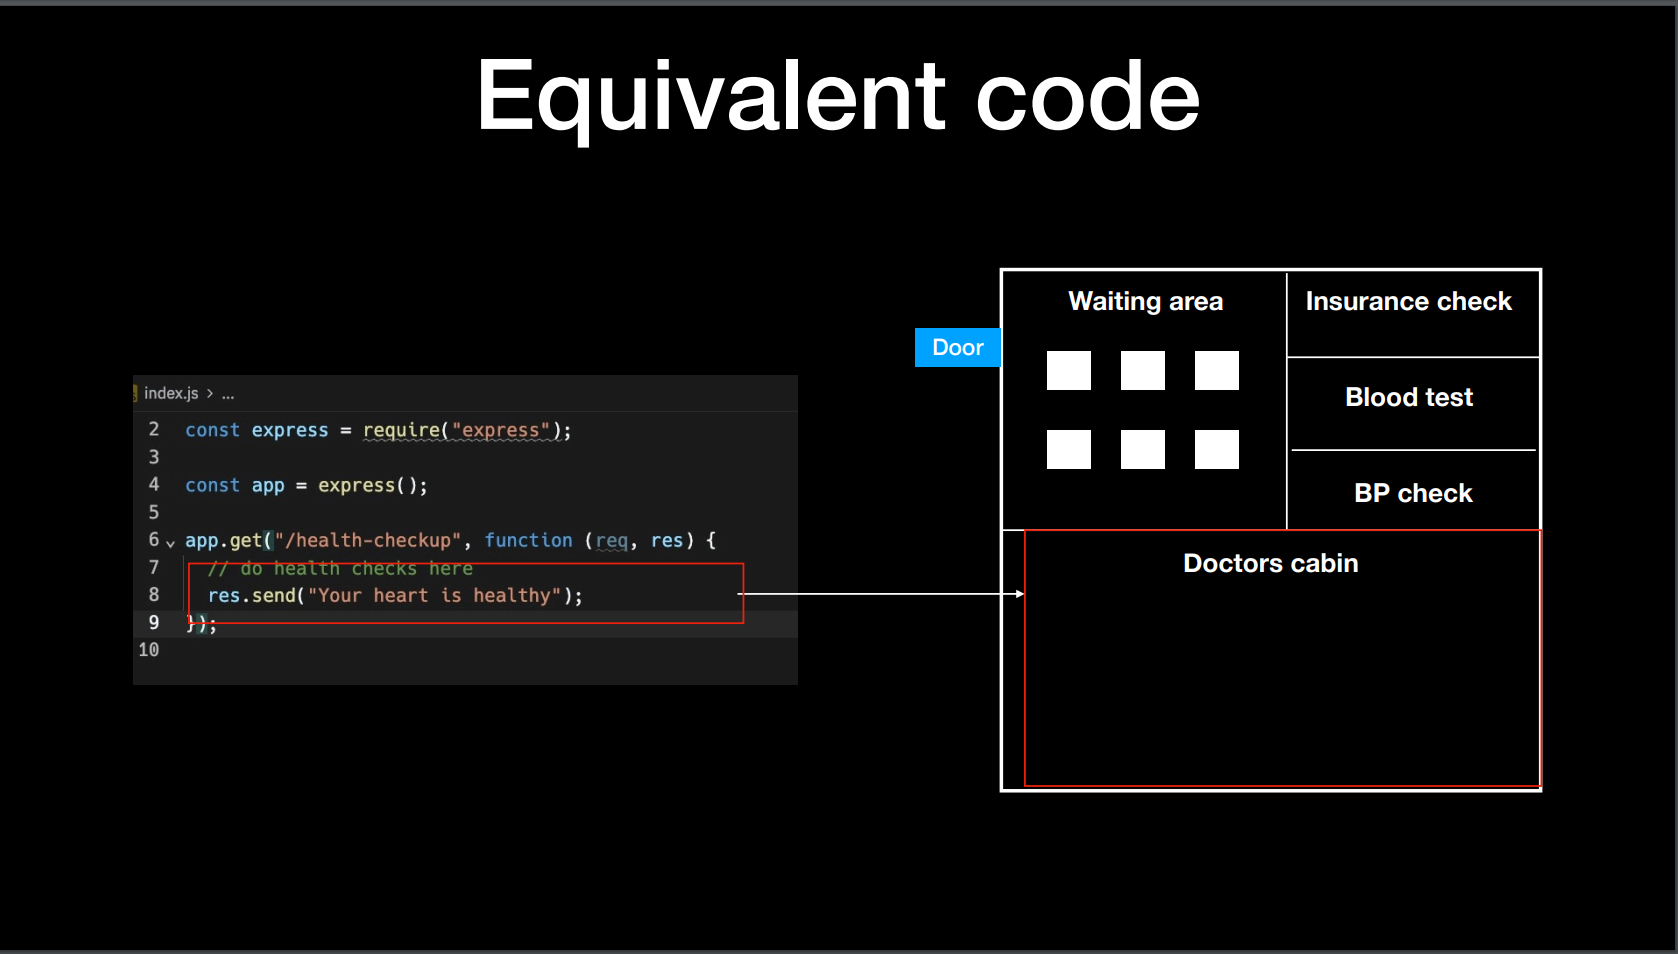 Equivalent code
index.js > ...
2 const express = require("express");
3
4 const app = express();
5
6 app.get("/health-checkup", function (req, res) {
7 // do health checks here
8 res.send("Your heart is healthy");
9 });
10
Door
Waiting area
Insurance check
Blood test
BP check
Doctors cabin